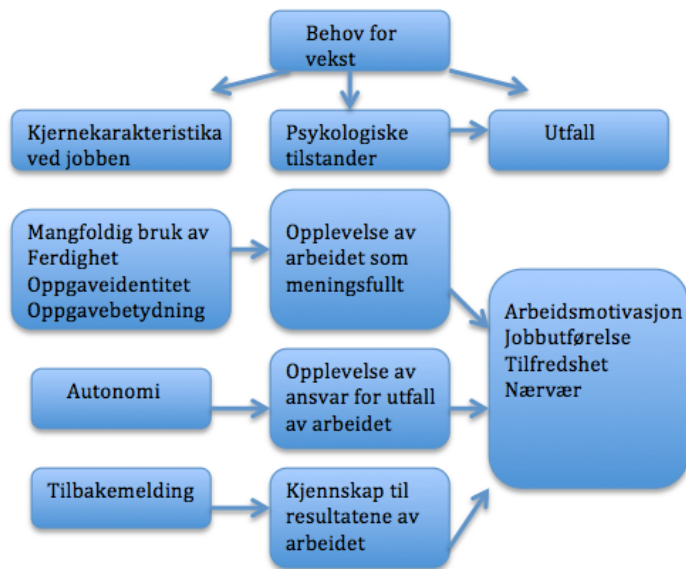 Behov for
vekst
Kjernekarakteristika
ved jobben
Psykologiske
tilstander
Utfall
Mangfoldig bruk av
Ferdighet
Oppgaveidentitet
Oppgavebetydning
Opplevelse av
arbeidet som
meningsfullt
Arbeidsmotivasjon
Jobbutførelse
Tilfredshet
Nærvær
Autonomi
Opplevelse av
ansvar for utfall
av arbeidet
Tilbakemelding
Kjennskap til
resultatene av
arbeidet